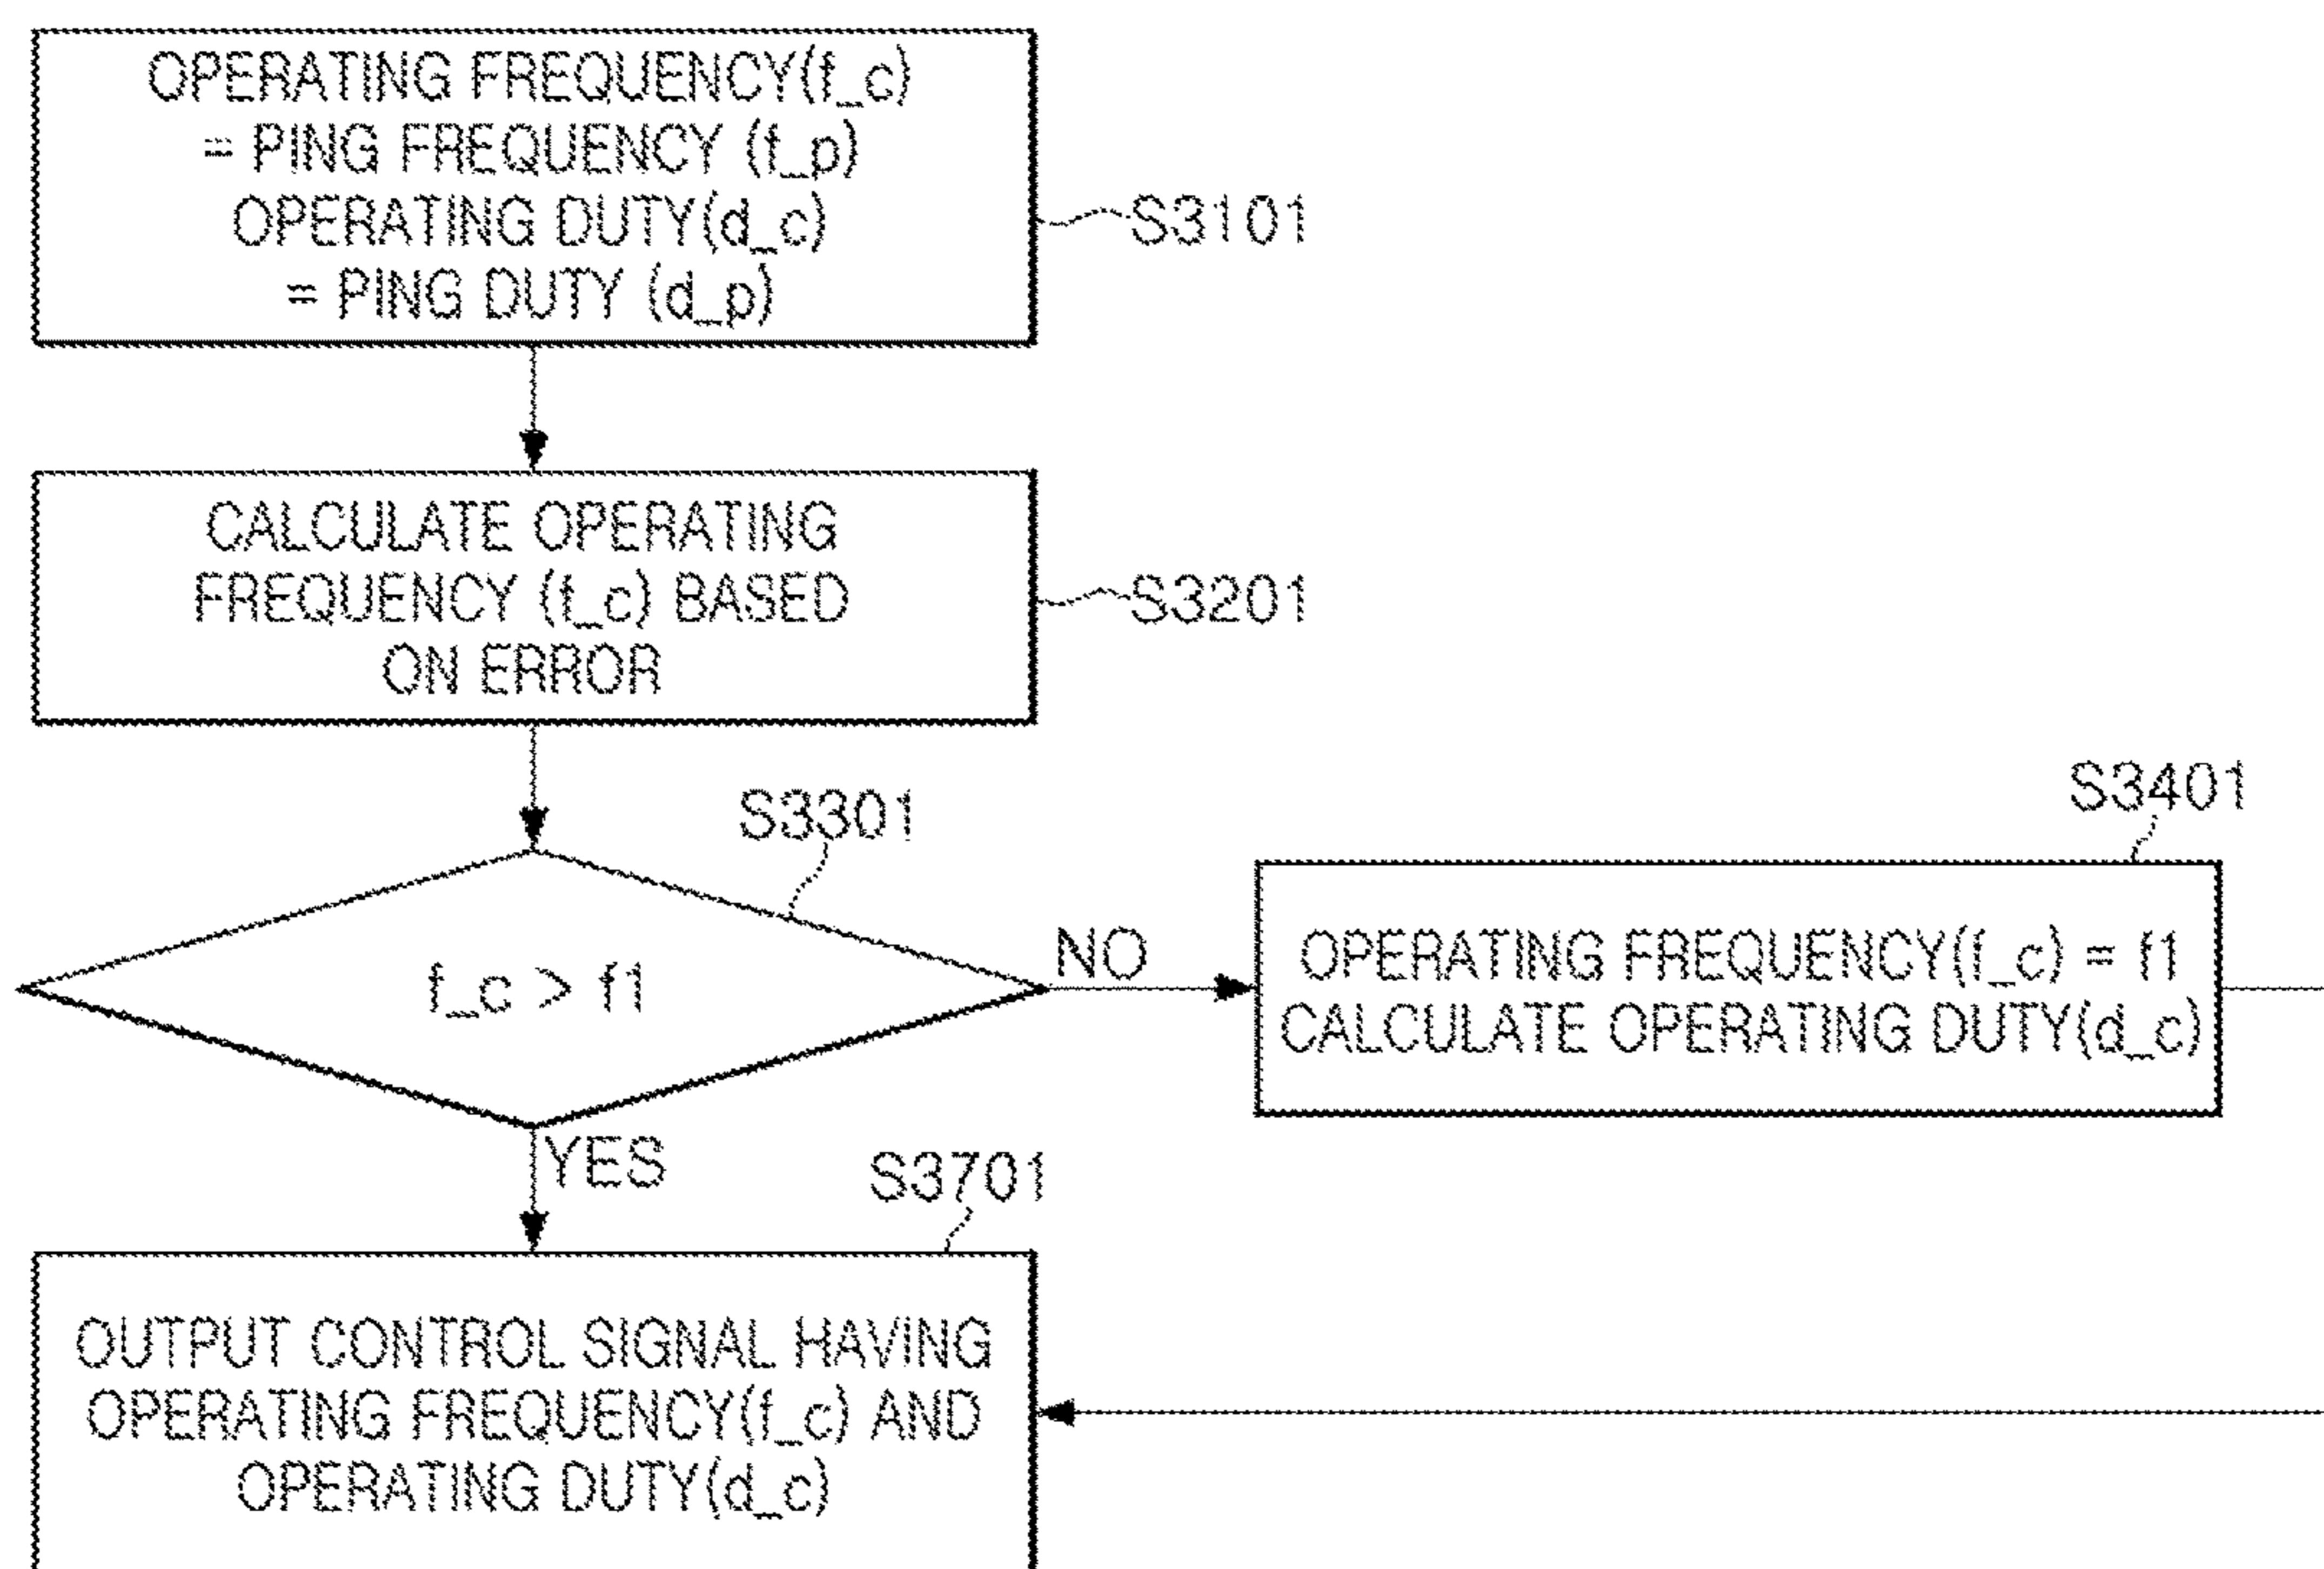 OPERATING FREQUENCY(f_c)
= PING FREQUENCY (f_p)
OPERATING DUTY(d_c)
= PING DUTY (d_p)
S3101
CALCULATE OPERATING
FREQUENCY (f_c) BASED
ON ERROR
S3201
S3301
f_c > f1
NO
YES
S3401
OPERATING FREQUENCY(f_c) = f1
CALCULATE OPERATING DUTY(d_c)
S3701
OUTPUT CONTROL SIGNAL HAVING
OPERATING FREQUENCY(f_c) AND
OPERATING DUTY(d_c)